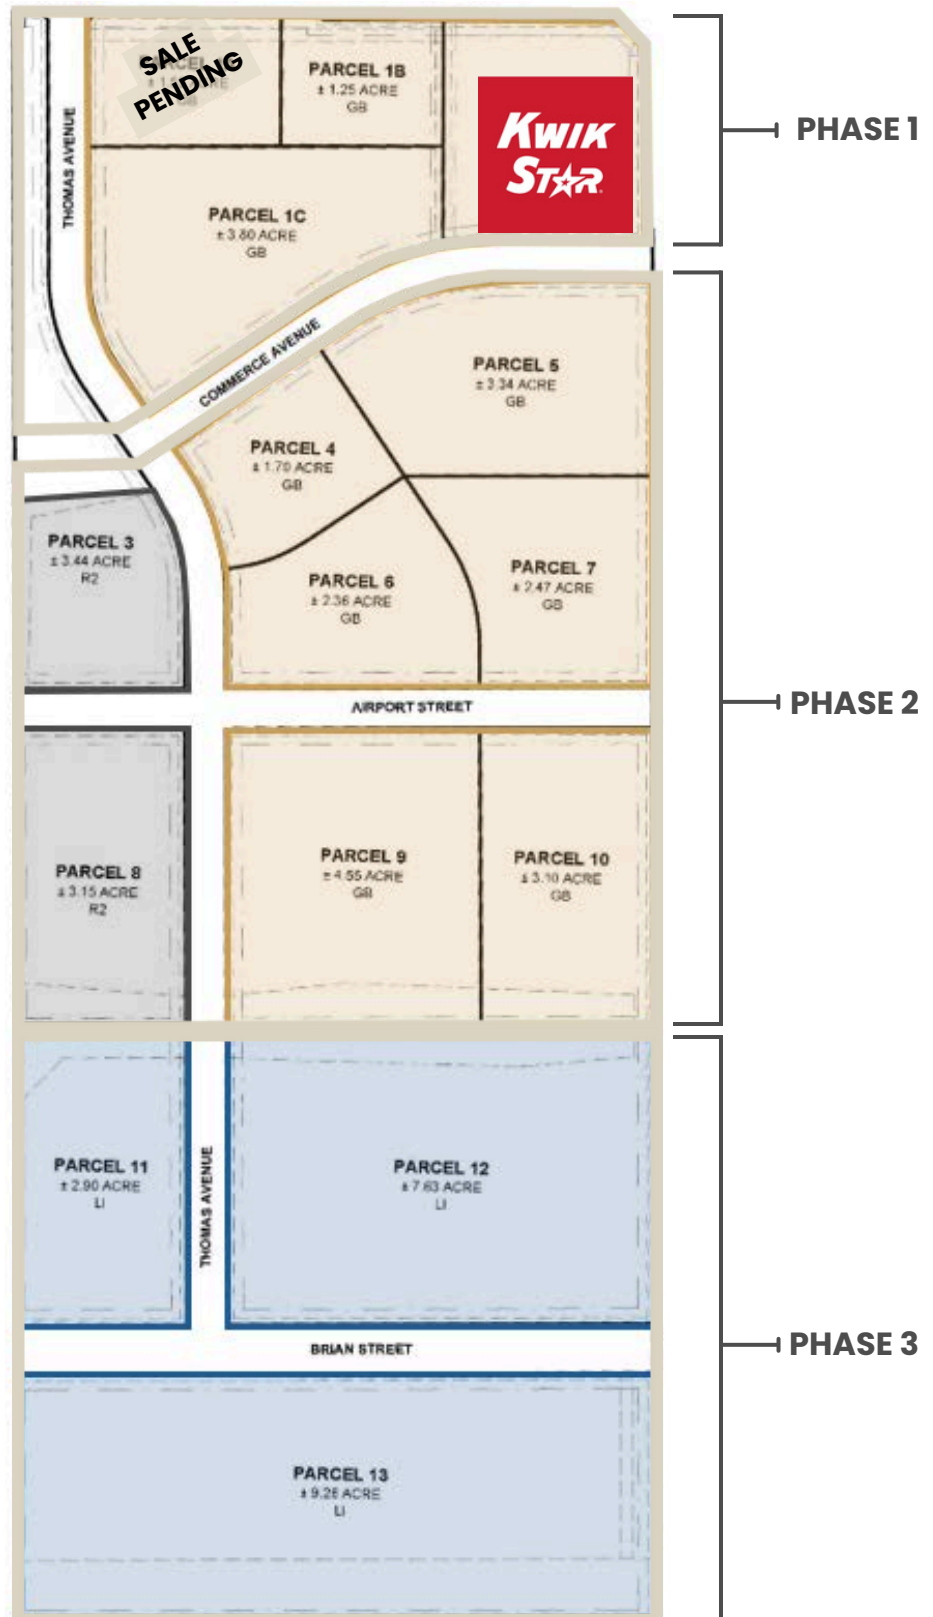 SALE
PENDING
PARCEL 1B
± 1.25 ACRE
GB
KWIK
STAR
PHASE 1
THOMAS AVENUE
PARCEL 1C
± 3.80 ACRE
GB
COMMERCE AVENUE
PARCEL 5
± 3.34 ACRE
GB
PARCEL 4
± 1.70 ACRE
GB
PARCEL 3
± 3.44 ACRE
R2
PARCEL 6
± 2.36 ACRE
GB
PARCEL 7
± 2.47 ACRE
GB
AIRPORT STREET
PHASE 2
PARCEL 8
± 3.15 ACRE
R2
PARCEL 9
± 4.55 ACRE
GB
PARCEL 10
± 3.10 ACRE
GB
PARCEL 11
± 2.90 ACRE
LI
THOMAS AVENUE
PARCEL 12
± 7.63 ACRE
LI
BRIAN STREET
PHASE 3
PARCEL 13
ACRE
LI